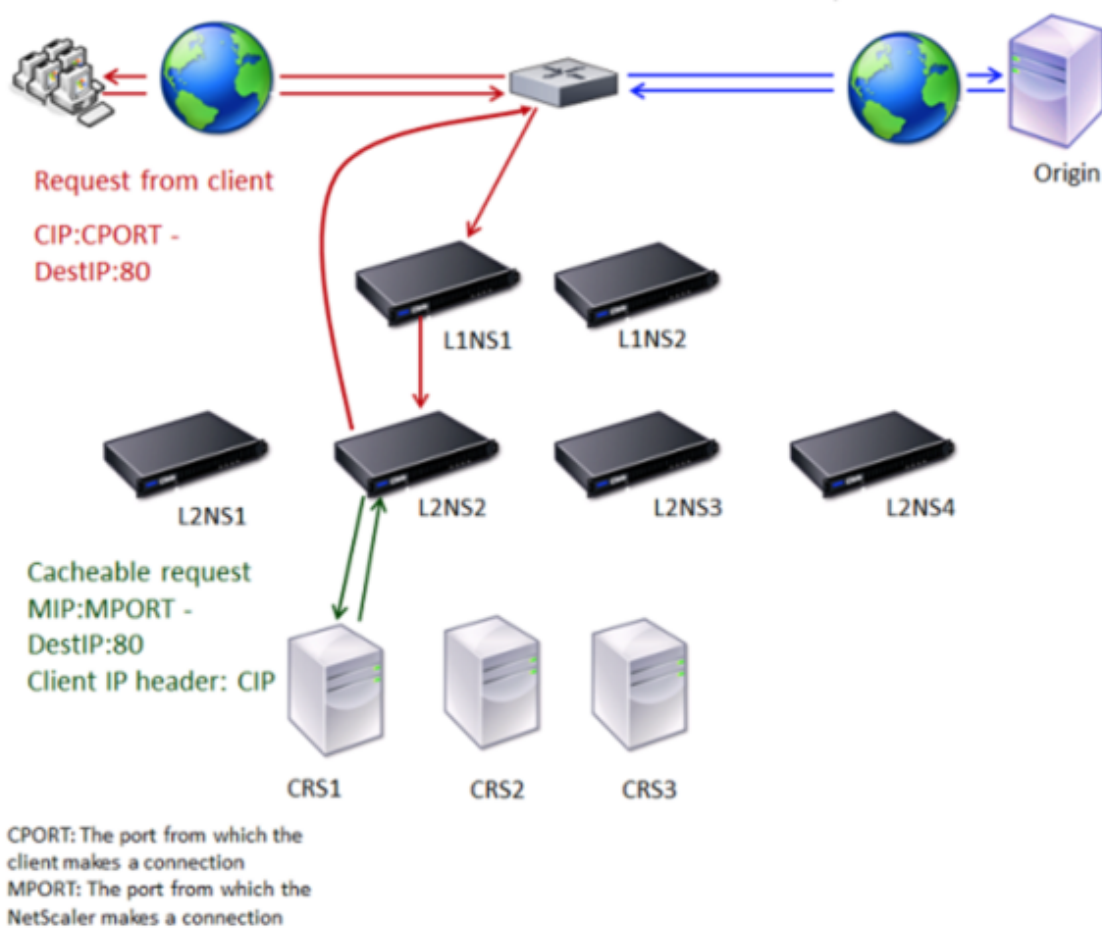 Origin
Request from client
CIP:CPORT -
DestIP:80
L1NS1
L1NS2
L2NS1
L2NS2
L2NS3
L2NS4
Cacheable request
MIP:MPORT -
DestIP:80
Client IP header: CIP
CRS1
CRS2
CRS3
CPORT: The port from which the
client makes a connection
MPORT: The port from which the
NetScaler makes a connection